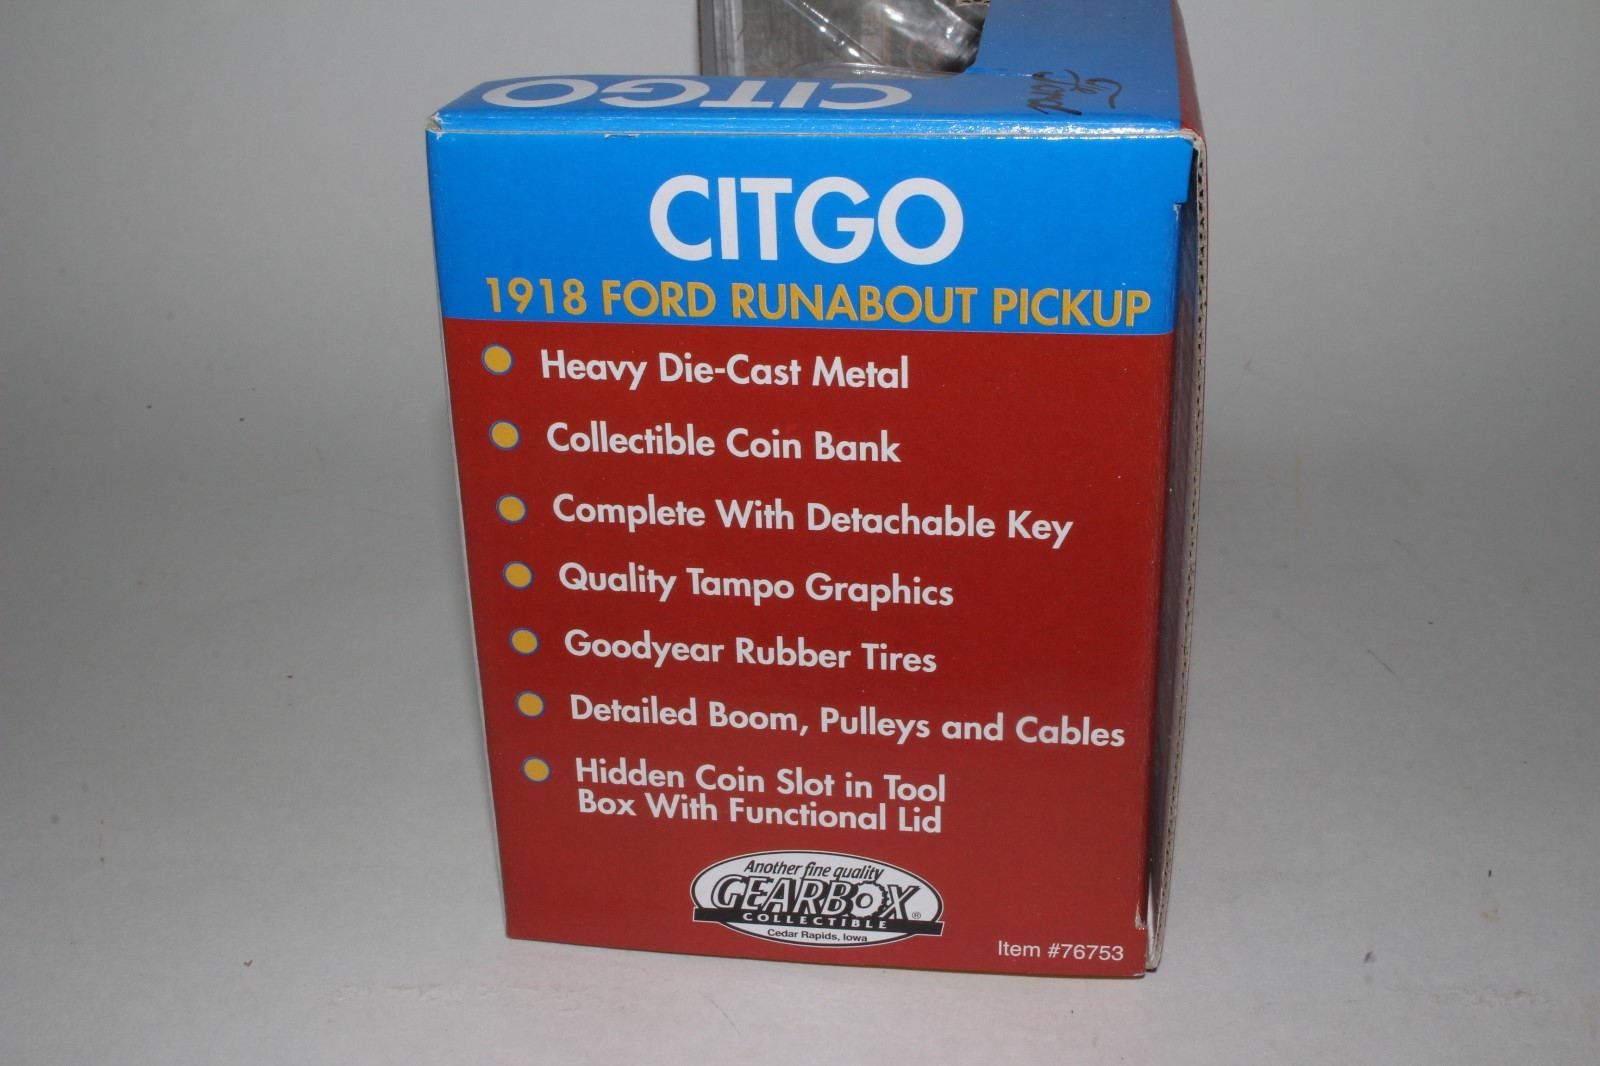 CITGO
CITGO
1918 FORD RUNABOUT PICKUP
Heavy Die-Cast Metal
Collectible Coin Bank
Complete With Detachable Key
Quality Tampo Graphics
Goodyear Rubber Tires
Detailed Boom, Pulleys and Cables
Hidden Coin Slot in Tool
Box With Functional Lid
Another fine quality
GEARBOX®
COLLECTIBLE
Cedar Rapids, Iowa
Item #76753